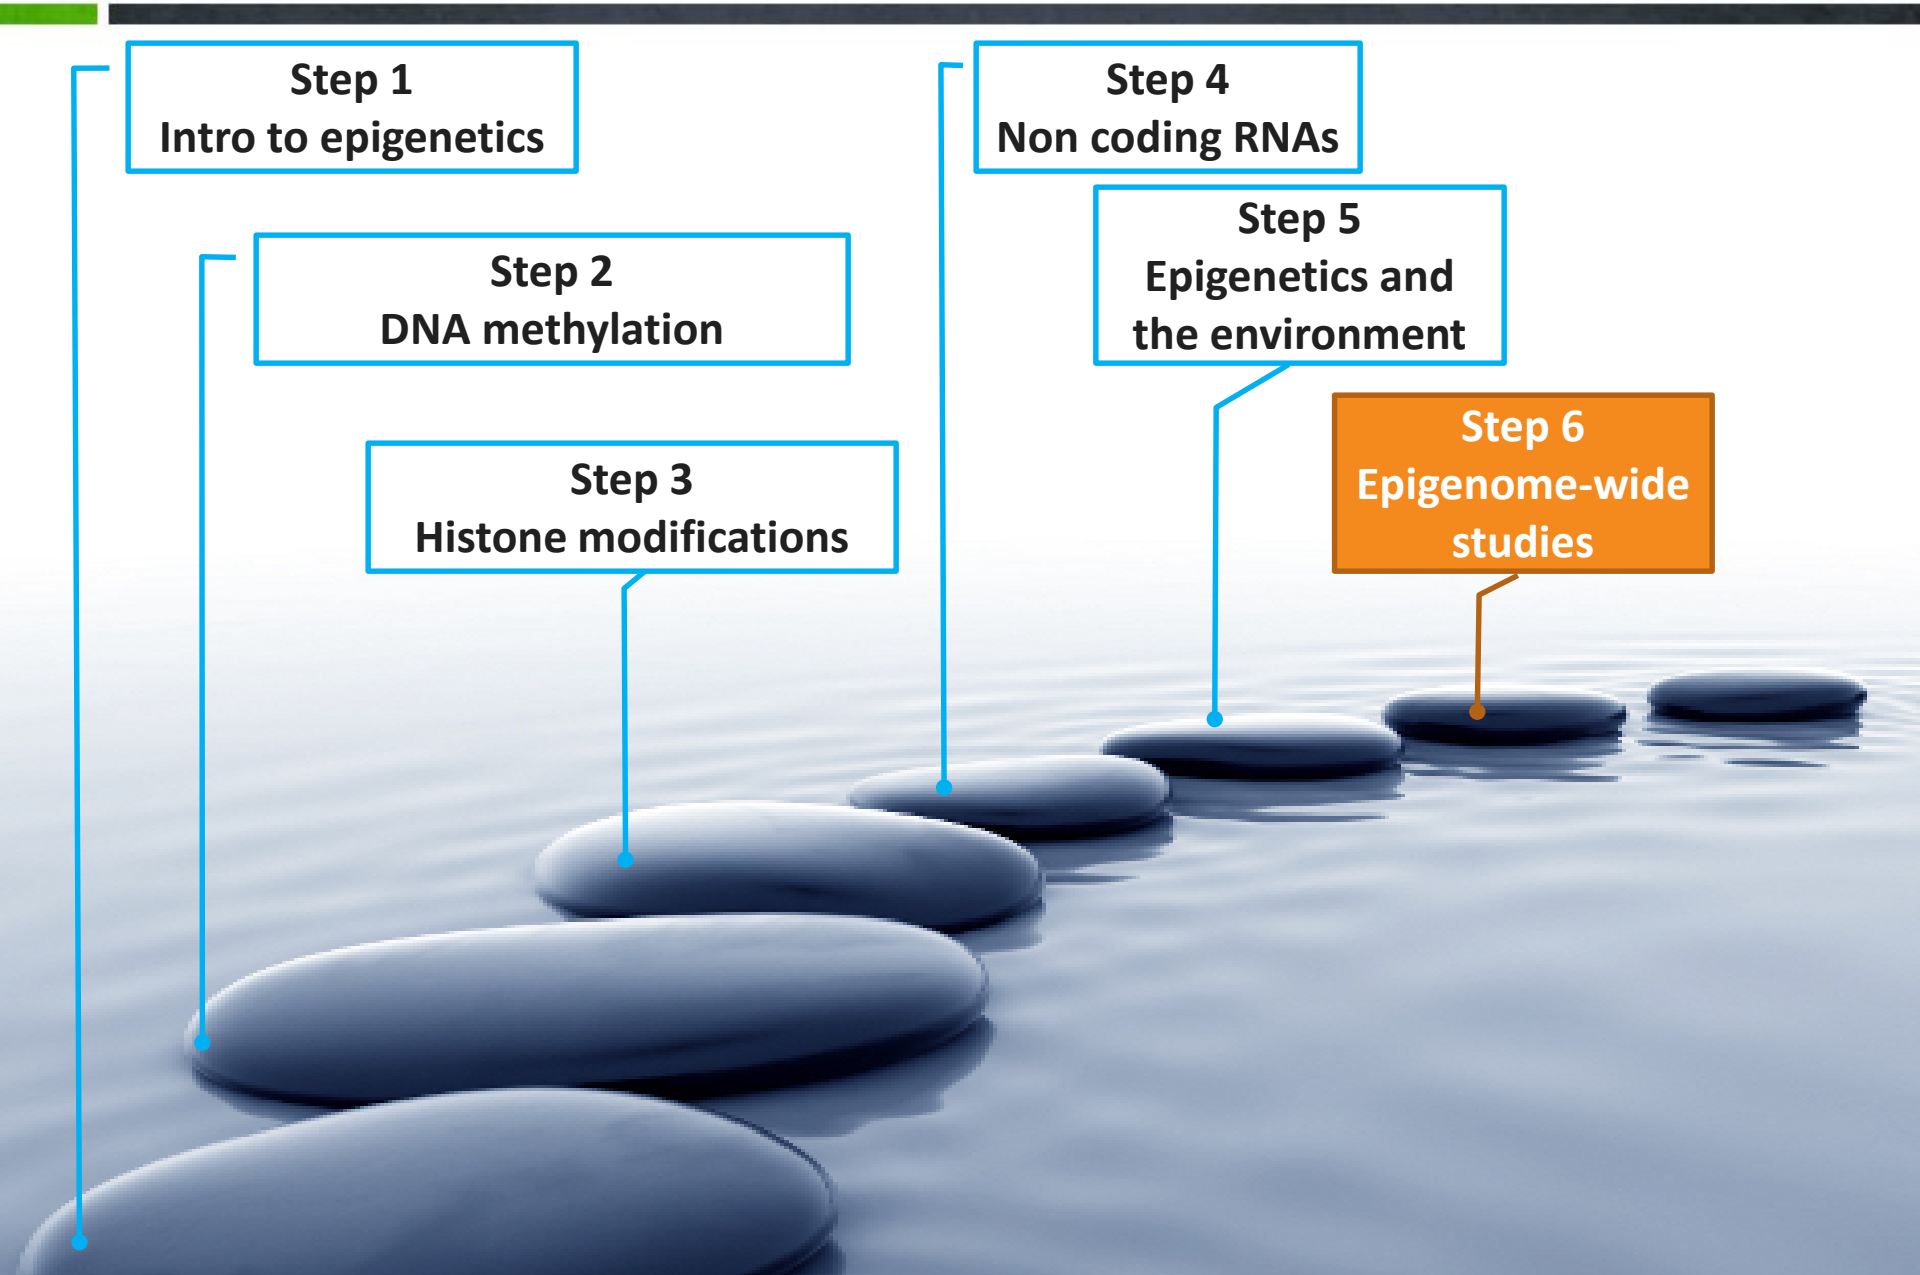 Step 1
Intro to epigenetics
Step 2
DNA methylation
Step 3
Histone modifications
Step 4
Non coding RNAs
Step 5
Epigenetics and
the environment
Step 6
Epigenome-wide
studies